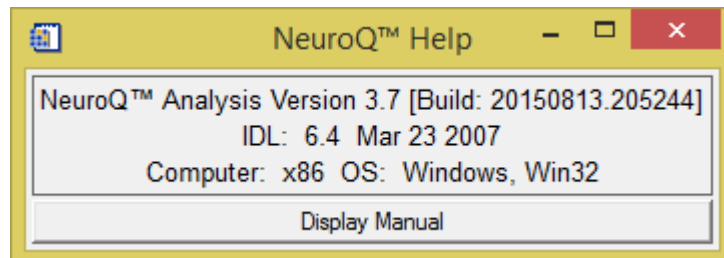 NeuroQ™ Help
NeuroQ™ Analysis Version 3.7 [Build: 20150813.205244]
IDL: 6.4 Mar 23 2007
Computer: x86 OS: Windows, Win32
Display Manual